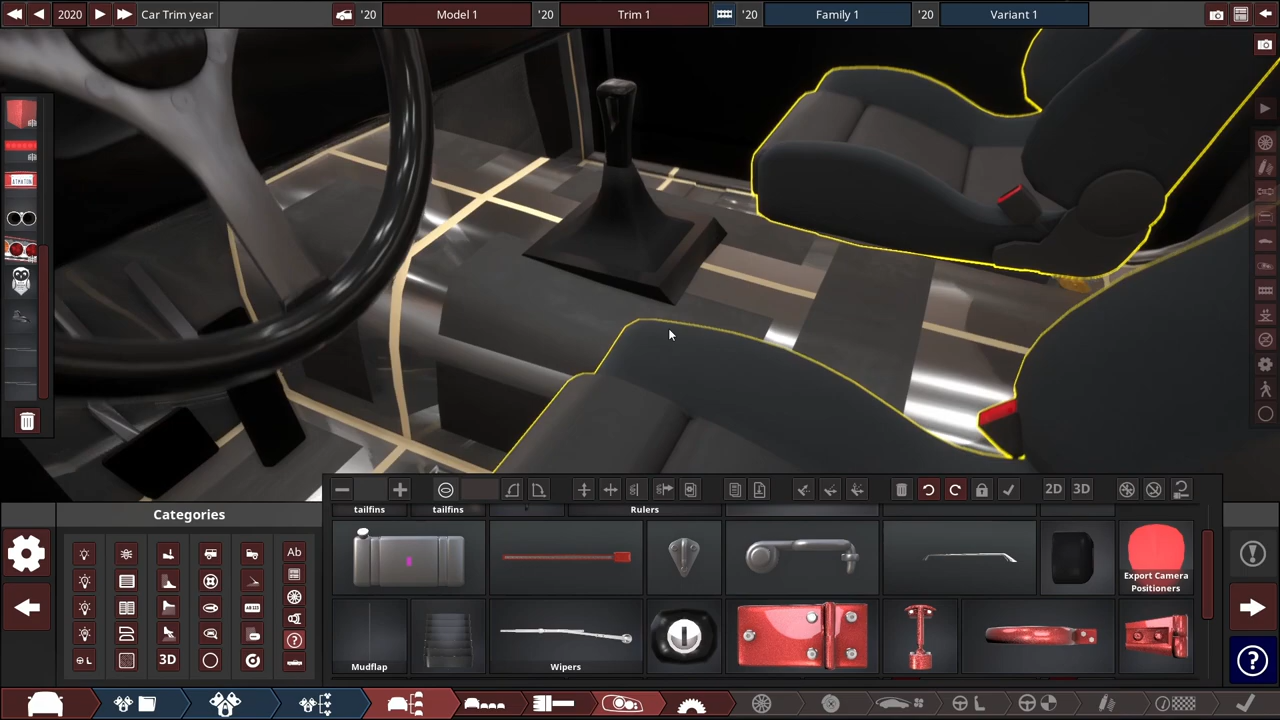 2020 Car Trim year '20 Model 1 '20 Trim 1 '20 Family 1 '20 Variant 1
Categories
Ab
L
3D
tailfins tailfins Rulers
2D 3D
Export Camera
Positioners
Mudflap Wipers